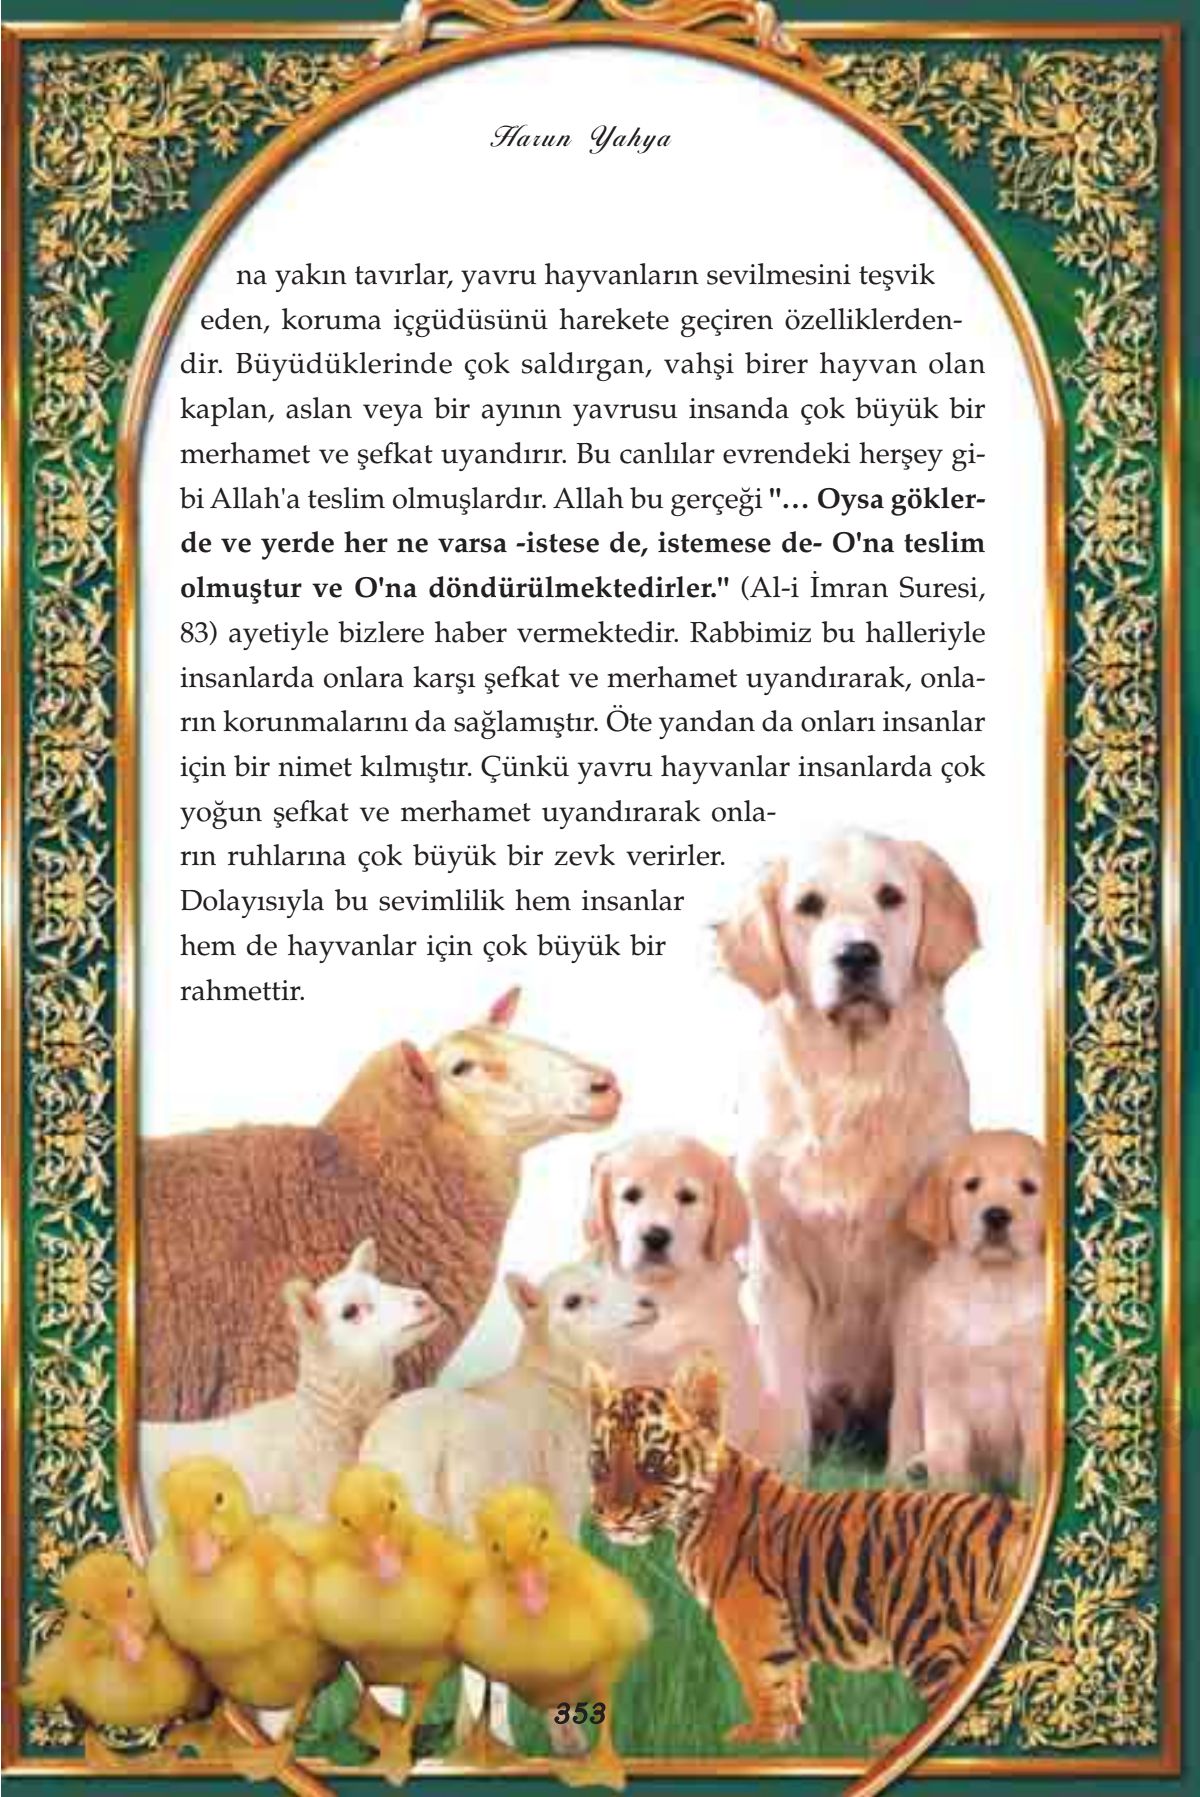 Harun Yahya
na yakın tavırlar, yavru hayvanların sevilmesini teşvik
eden, koruma içgüdüsünü harekete geçiren özelliklerden-
dir. Büyüdüklerinde çok saldırgan, vahşi birer hayvan olan
kaplan, aslan veya bir ayının yavrusu insanda çok büyük bir
merhamet ve şefkat uyandırır. Bu canlılar evrendeki herşey gi-
bi Allah'a teslim olmuşlardır. Allah bu gerçeği "… Oysa gökler-
de ve yerde her ne varsa -istese de, istemese de- O'na teslim
olmuştur ve O'na döndürülmektedirler." (Al-i İmran Suresi,
83) ayetiyle bizlere haber vermektedir. Rabbimiz bu halleriyle
insanlarda onlara karşı şefkat ve merhamet uyandırarak, onla-
rın korunmalarını da sağlamıştır. Öte yandan da onları insanlar
için bir nimet kılmıştır. Çünkü yavru hayvanlar insanlarda çok
yoğun şefkat ve merhamet uyandırarak onla-
rın ruhlarına çok büyük bir zevk verirler.
Dolayısıyla bu sevimlilik hem insanlar
hem de hayvanlar için çok büyük bir
rahmettir.
353